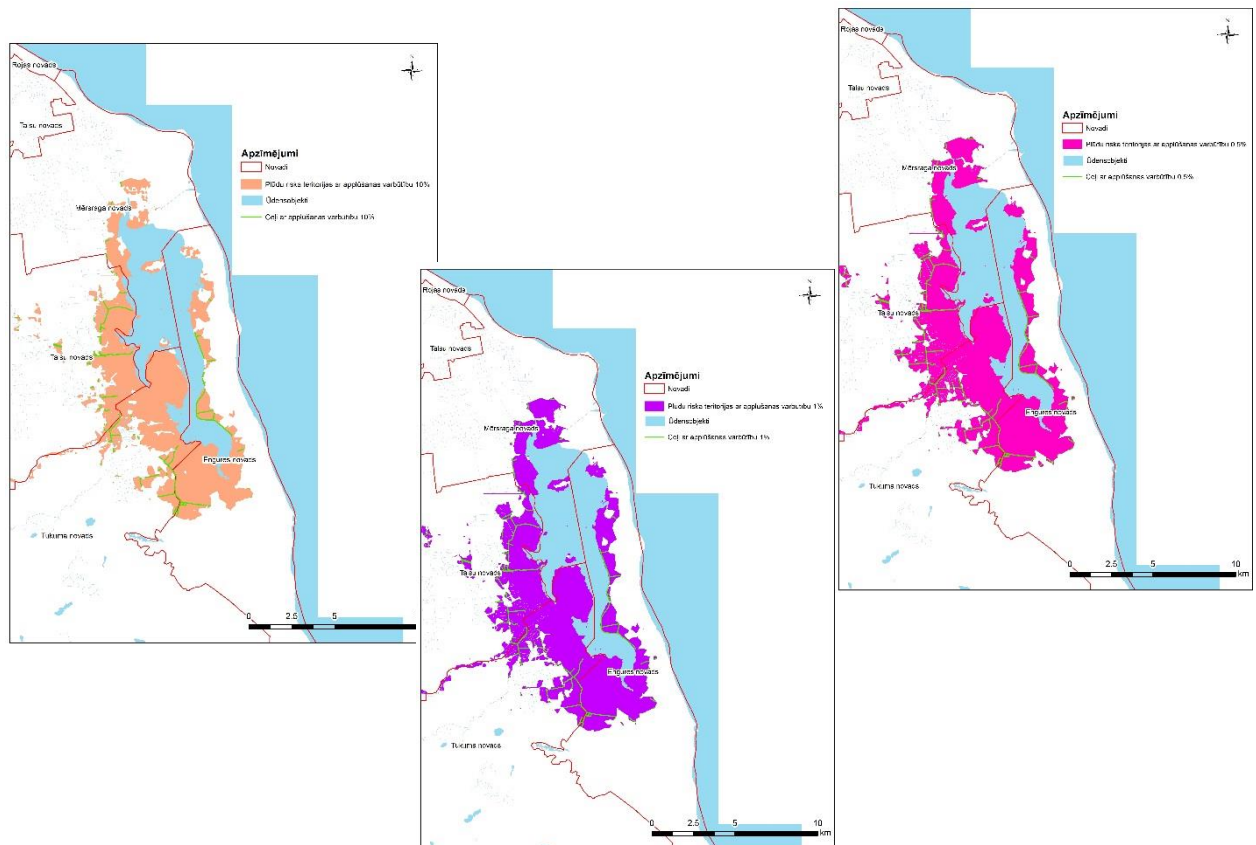 Rojas novads
Talsu novads
Apzīmējumi
Novadi
Plūdu riska teritorijas ar applūšanas varbūtību 10%
Ūdensobjekti
Ceļi ar applūšanas varbūtību 10%
Mērsraga novads
Talsu novads
Engures novads
Tukuma novads
0 2.5 5
Rojas novads
Talsu novads
Apzīmējumi
Novadi
Plūdu riska teritorijas ar applūšanas varbūtību 1%
Ūdensobjekti
Ceļi ar applūšanas varbūtību 1%
Mērsraga novads
Talsu novads
Engures novads
Tukuma novads
0 2.5 5 10
km
Rojas novads
Talsu novads
Apzīmējumi
Novadi
Plūdu riska teritorijas ar applūšanas varbūtību 0.5%
Ūdensobjekti
Ceļi ar applūšanas varbūtību 0.5%
Mērsraga novads
Talsu novads
Engures novads
Tukuma novads
0 2.5 5 10
km